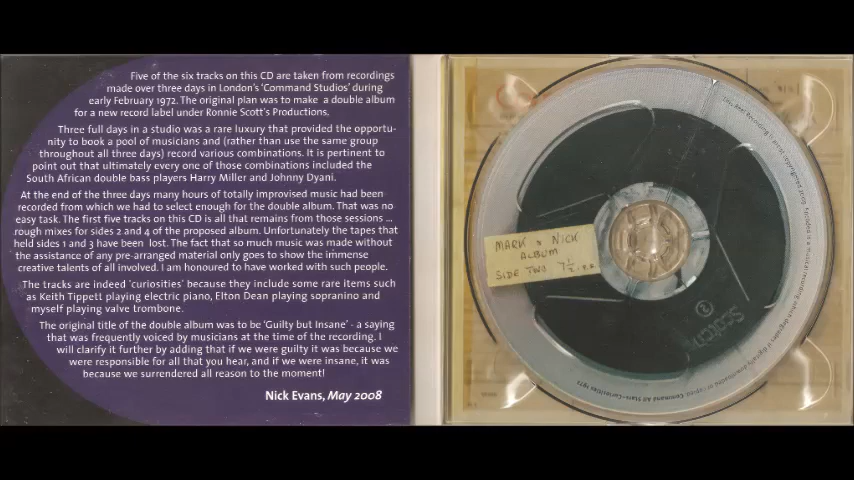 Five of the six tracks on this CD are taken from recordings
made over three days in London's 'Command Studios' during
early February 1972. The original plan was to make a double album
for a new record label under Ronnie Scott's Productions.
Three full days in a studio was a rare luxury that provided the opportu-
nity to book a pool of musicians and (rather than use the same group
throughout all three days) record various combinations. It is pertinent to
point out that ultimately every one of those combinations included the
South African double bass players Harry Miller and Johnny Dyani.
At the end of the three days many hours of totally improvised music had been
recorded from which we had to select enough for the double album. That was no
easy task. The first five tracks on this CD is all that remains from those sessions ...
rough mixes for sides 2 and 4 of the proposed album. Unfortunately the tapes that
held sides 1 and 3 have been lost. The fact that so much music was made without
the assistance of any pre-arranged material only goes to show the immense
creative talents of all involved. I am honoured to have worked with such people.
The tracks are indeed 'curiosities' because they include some rare items such
as Keith Tippett playing electric piano, Elton Dean playing sopranino and
myself playing valve trombone.
The original title of the double album was to be 'Guilty but Insane' - a saying
that was frequently voiced by musicians at the time of the recording. I
will clarify it further by adding that if we were guilty it was because we
were responsible for all that you hear, and if we were insane, it was
because we surrendered all reason to the moment!
Nick Evans, May 2008
MARK & NICK
ALBUM
SIDE TWO 7½
Scotch
Command All Stars-Curiosities 1972